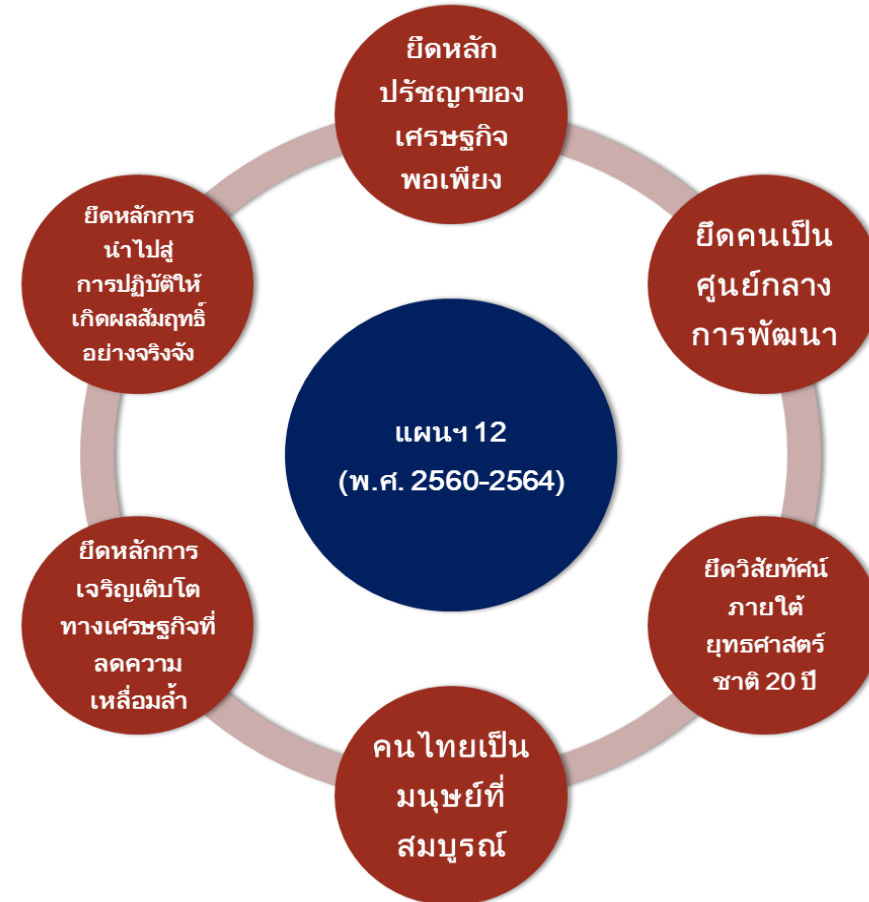 ยึดหลัก
ปรัชญาของ
เศรษฐกิจ
พอเพียง
ยึดคนเป็น
ศูนย์กลาง
การพัฒนา
ยึดวิสัยทัศน์
ภายใต้
ยุทธศาสตร์
ชาติ 20 ปี
คนไทยเป็น
มนุษย์ที่
สมบูรณ์
ยึดหลักการ
เจริญเติบโต
ทางเศรษฐกิจที่
ลดความ
เหลื่อมล้ำ
ยึดหลักการ
นำไปสู่
การปฏิบัติให้
เกิดผลสัมฤทธิ์
อย่างจริงจัง
แผนฯ 12
(พ.ศ. 2560-2564)